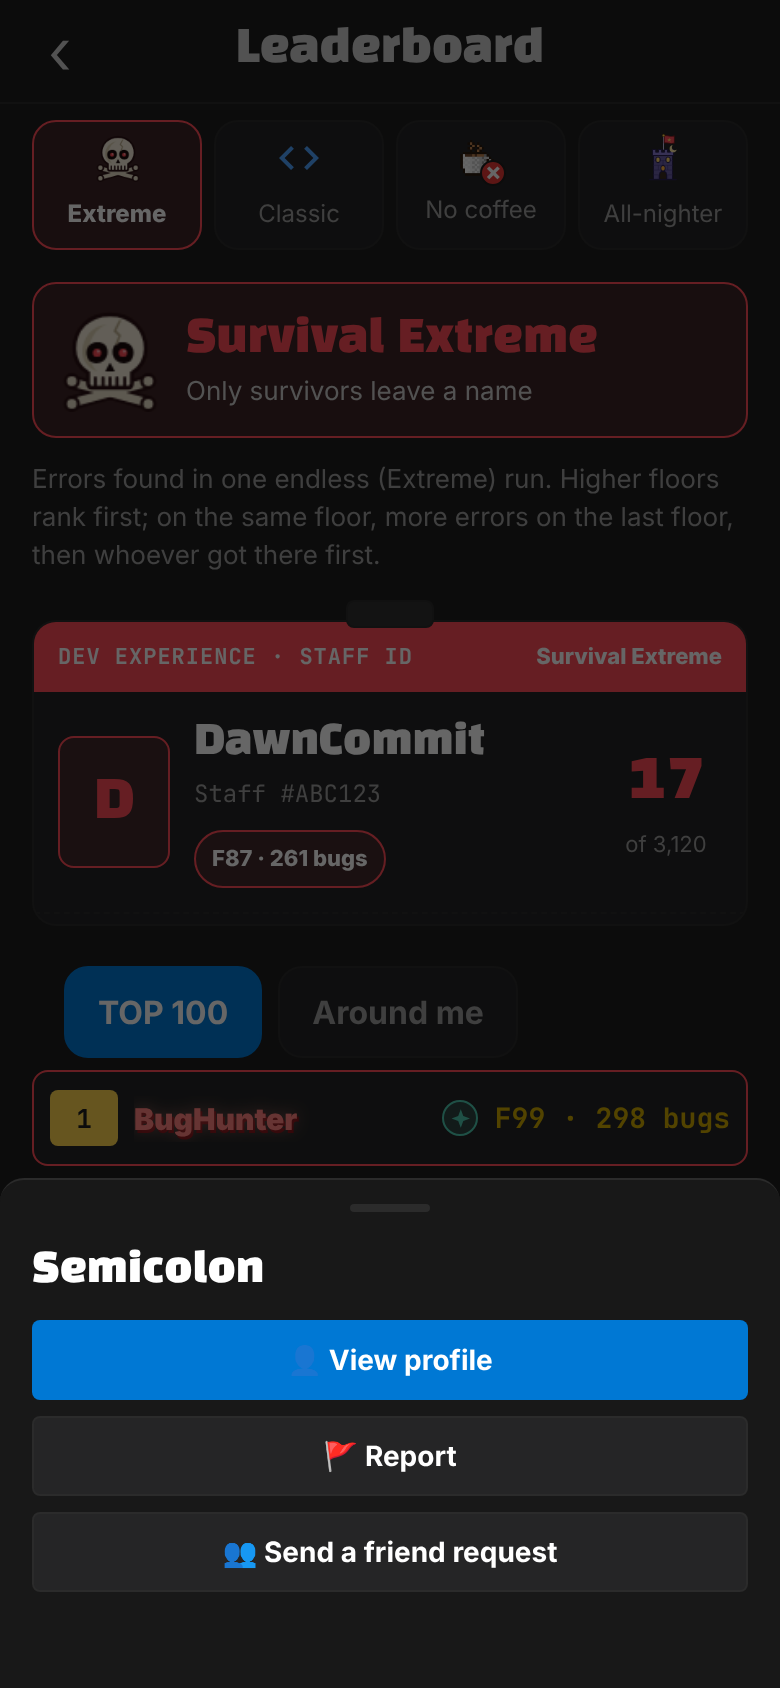 Leaderboard
Extreme
Classic
No coffee
All-nighter
Survival Extreme
Only survivors leave a name
Errors found in one endless (Extreme) run. Higher floors
rank first; on the same floor, more errors on the last floor,
then whoever got there first.
DEV EXPERIENCE · STAFF ID
Survival Extreme
D
DawnCommit
Staff #ABC123
F87 · 261 bugs
17
of 3,120
TOP 100
Around me
1
BugHunter
F99 · 298 bugs
Semicolon
View profile
Report
Send a friend request